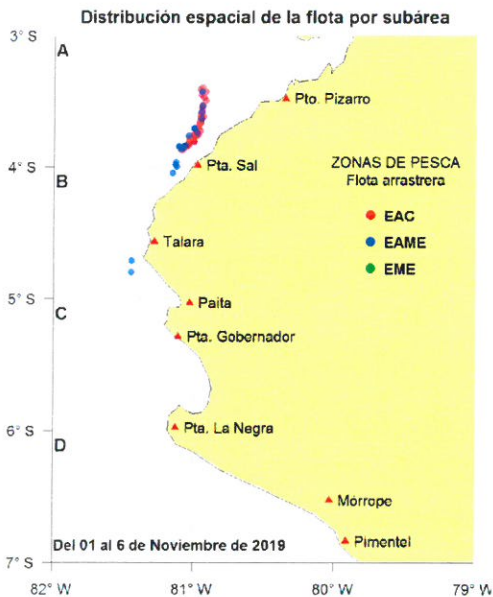 Distribución espacial de la flota por subárea
3° S
A
Pto. Pizarro
4° S
Pta. Sal
B
ZONAS DE PESCA
Flota arrastrera
EAC
EAME
EME
Talara
5° S
Paita
C
Pta. Gobernador
6° S
Pta. La Negra
D
Mórrope
Pimentel
Del 01 al 6 de Noviembre de 2019
7° S
82° W
81° W
80° W
79° W